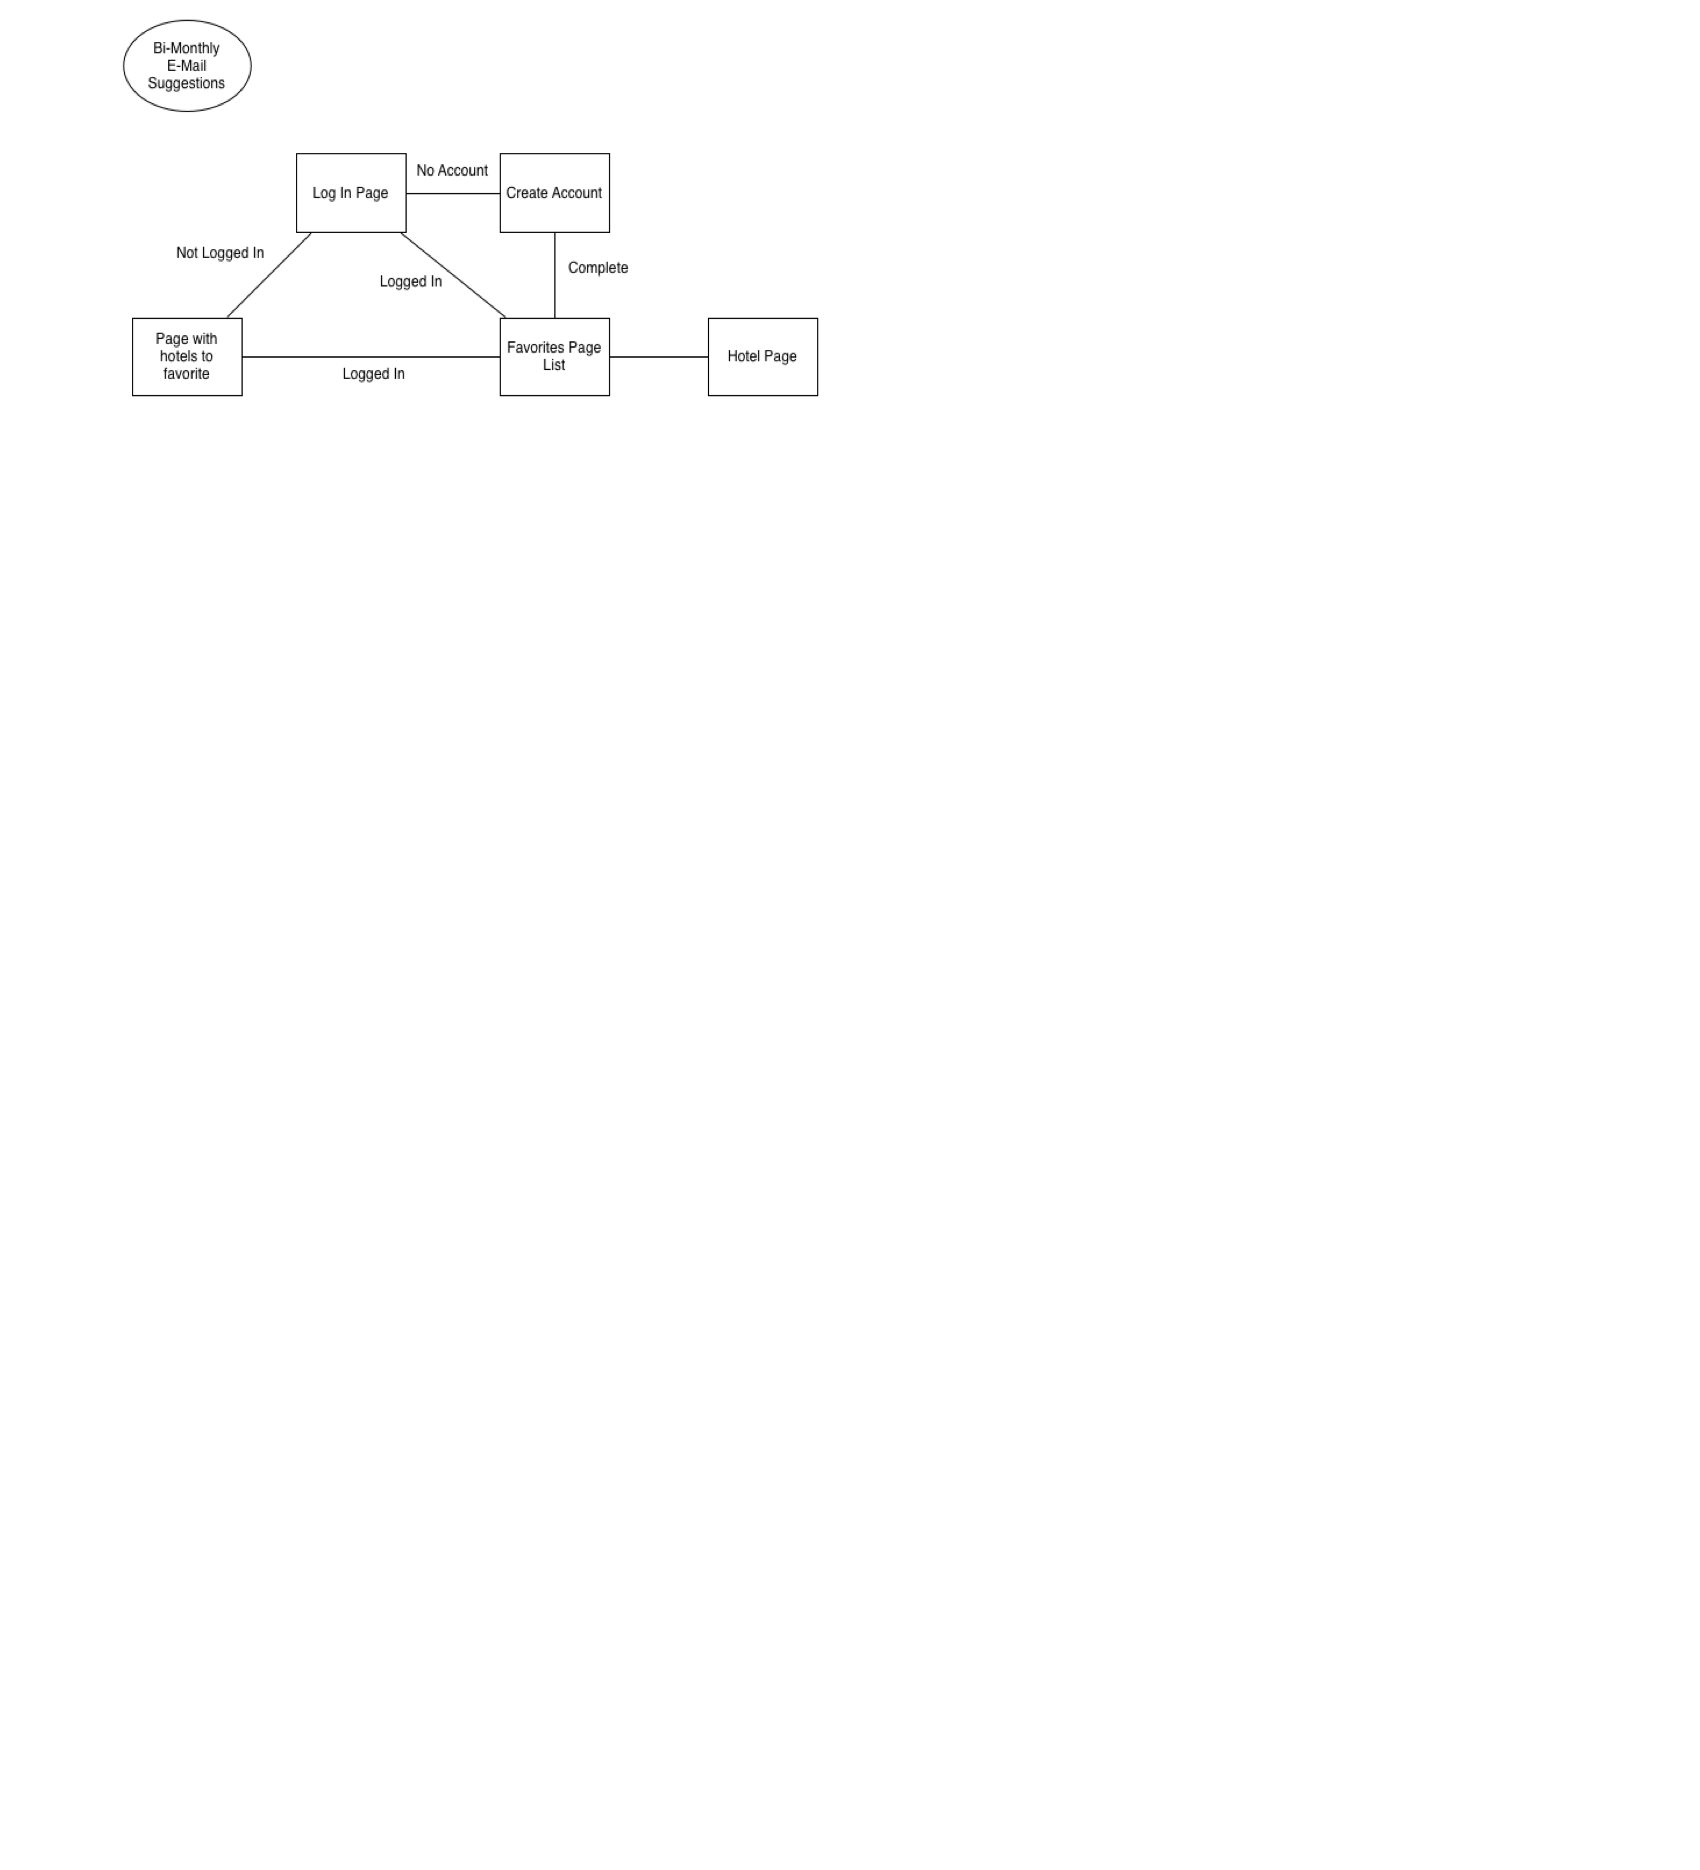 Bi-Monthly
E-Mail
Suggestions
No Account
Log In Page
Create Account
Not Logged In
Complete
Logged In
Page with
hotels to
favorite
Favorites Page
List
Hotel Page
Logged In